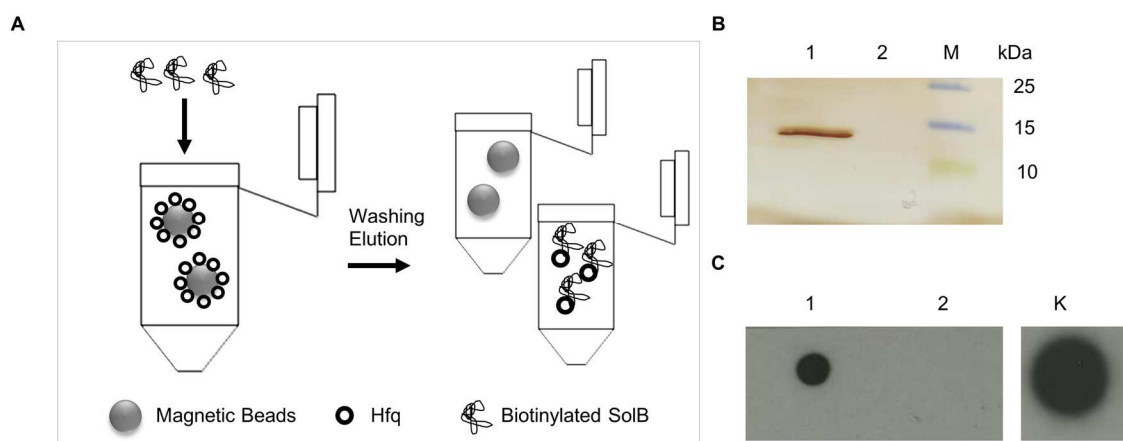 A
Washing
Elution
Magnetic Beads
Hfq
Biotinylated SolB
B
1 2 M kDa
25
15
10
C
1 2 K